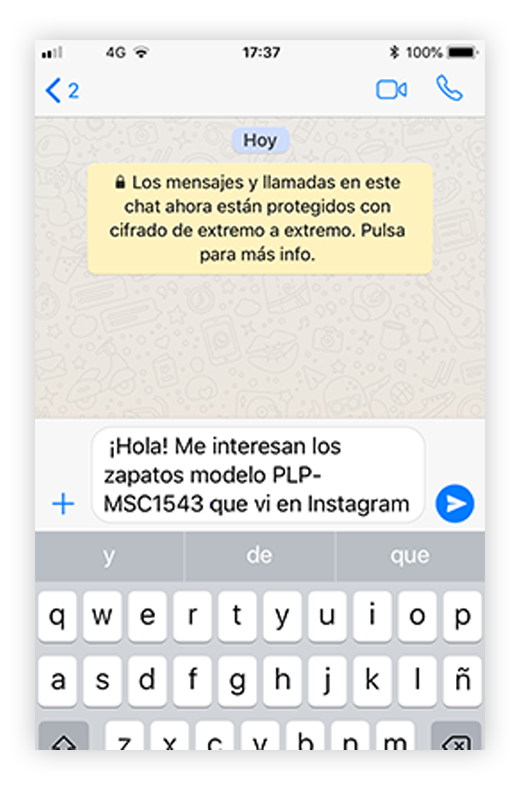 4G 17:37 100%
2
Hoy
Los mensajes y llamadas en este
chat ahora están protegidos con
cifrado de extremo a extremo. Pulsa
para más info.
¡Hola! Me interesan los
zapatos modelo PLP-
MSC1543 que vi en Instagram
y de que
q w e r t y u i o p
a s d f g h j k l ñ
z x c v b n m